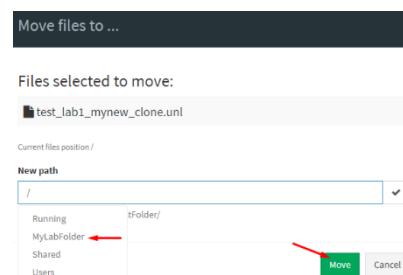 Move files to ...
Files selected to move:
test_lab1_mynew_clone.unl
Current files position /
New path
/
Running
tFolder/
MyLabFolder
Shared
Users
Move Cancel